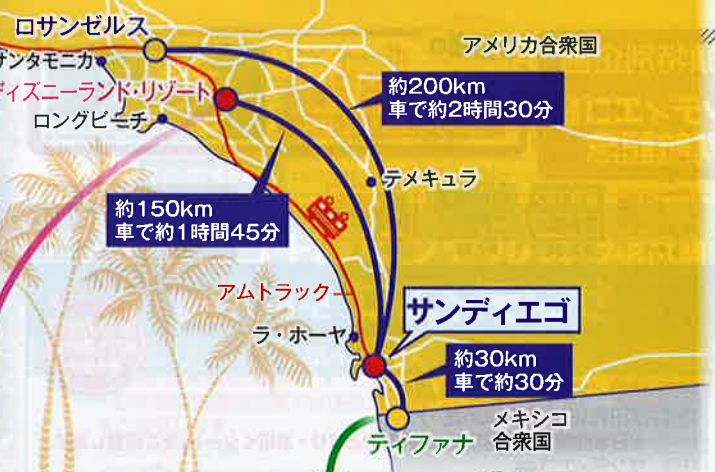 ロサンゼルス
アメリカ合衆国
サンタモニカ
ディズニーランド・リゾート
ロングビーチ
約200km
車で約2時間30分
テメキュラ
約150km
車で約1時間45分
アムトラック
サンディエゴ
ラ・ホーヤ
約30km
車で約30分
メキシコ
合衆国
ティファナ